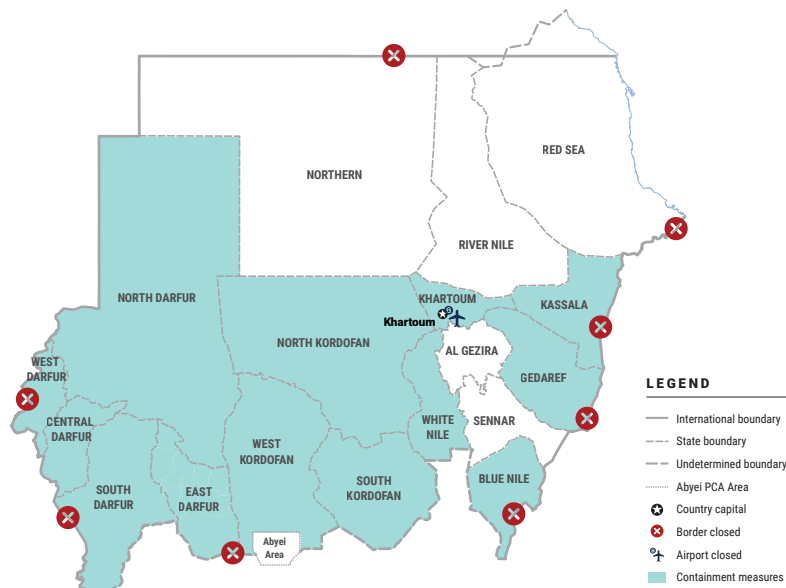 RED SEA
NORTHERN
RIVER NILE
NORTH DARFUR
KHARTOUM
KASSALA
Khartoum
NORTH KORDOFAN
AL GEZIRA
WEST
DARFUR
GEDAREF
CENTRAL
DARFUR
WHITE
NILE
SENNAR
WEST
KORDOFAN
SOUTH
KORDOFAN
BLUE NILE
SOUTH
DARFUR
EAST
DARFUR
Abyei
Area
LEGEND
International boundary
State boundary
Undetermined boundary
Abyei PCA Area
Country capital
Border closed
Airport closed
Containment measures